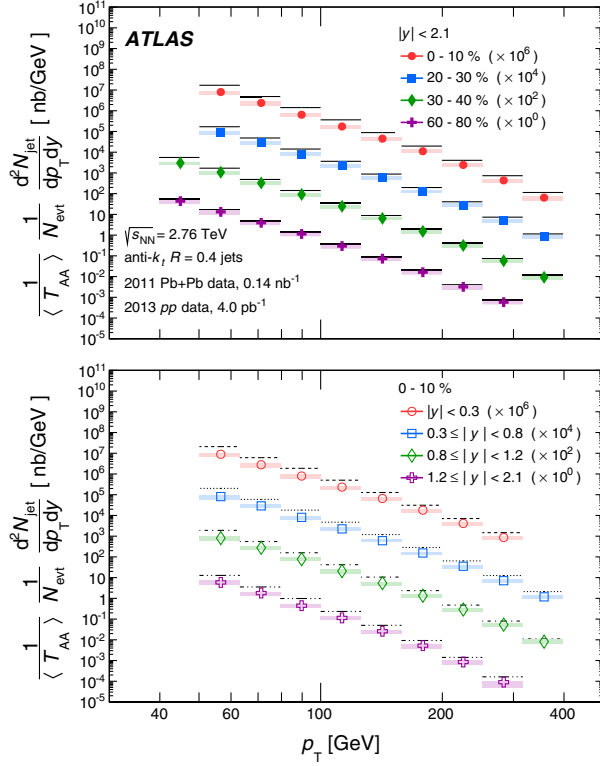 ATLAS
|y| < 2.1
0 - 10 % (× 10^6)
20 - 30 % (× 10^4)
30 - 40 % (× 10^2)
60 - 80 % (× 10^0)
1/⟨T_AA⟩ 1/N_evt d²N_jet/dp_T dy [ nb/GeV ]
10^11
10^10
10^9
10^8
10^7
10^6
10^5
10^4
10^3
10^2
10
1
10^-1
10^-2
10^-3
10^-4
10^-5
√s_NN = 2.76 TeV
anti-k_t R = 0.4 jets
2011 Pb+Pb data, 0.14 nb^-1
2013 pp data, 4.0 pb^-1
0 - 10 %
|y| < 0.3 (× 10^6)
0.3 ≤ | y | < 0.8 (× 10^4)
0.8 ≤ | y | < 1.2 (× 10^2)
1.2 ≤ | y | < 2.1 (× 10^0)
1/⟨T_AA⟩ 1/N_evt d²N_jet/dp_T dy [ nb/GeV ]
10^11
10^10
10^9
10^8
10^7
10^6
10^5
10^4
10^3
10^2
10
1
10^-1
10^-2
10^-3
10^-4
10^-5
40 60 100 200 400
p_T [GeV]